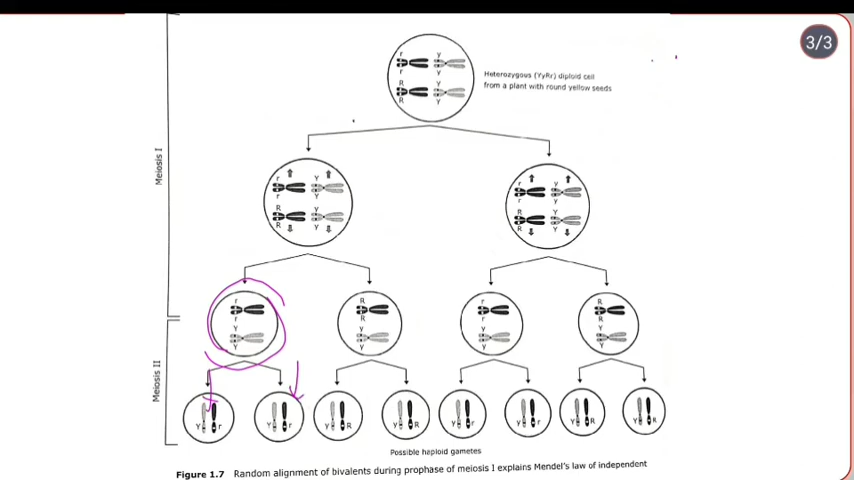 3/3
r y
r y
R Y
R Y
Heterozygous (YyRr) diploid cell
from a plant with round yellow seeds
Meiosis I
r Y
r Y
R y
R y
r y
r y
R Y
R Y
r
r
Y
Y
R
R
y
y
r
r
y
y
R
R
Y
Y
Meiosis II
Y r
Y r
y R
y R
y r
y r
Y R
Y R
Possible haploid gametes
Figure 1.7 Random alignment of bivalents during prophase of meiosis I explains Mendel's law of independent